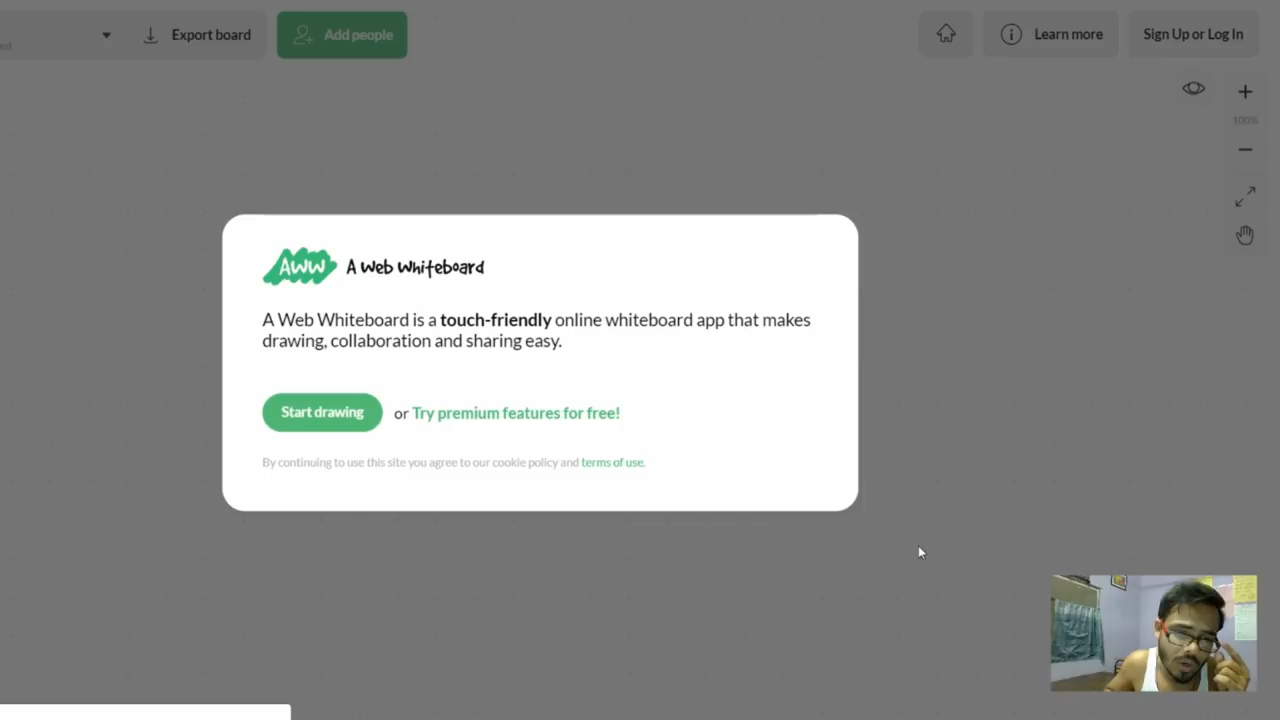 Export board
Add people
Learn more
Sign Up or Log In
100%
AWW A Web Whiteboard
A Web Whiteboard is a touch-friendly online whiteboard app that makes
drawing, collaboration and sharing easy.
Start drawing or Try premium features for free!
By continuing to use this site you agree to our cookie policy and terms of use.